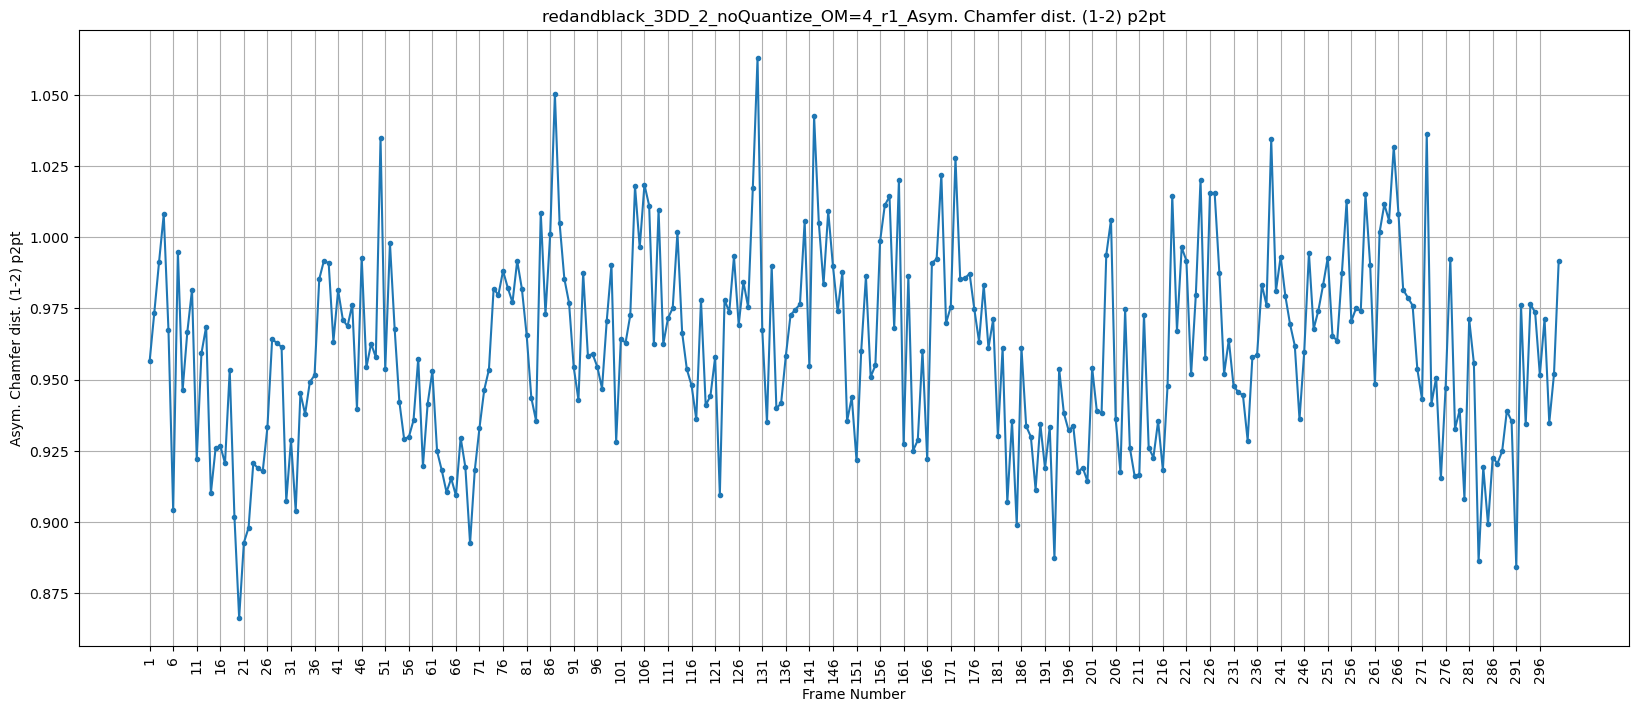 redandblack_3DD_2_noQuantize_OM=4_r1_Asym. Chamfer dist. (1-2) p2pt
Asym. Chamfer dist. (1-2) p2pt
1.050
1.025
1.000
0.975
0.950
0.925
0.900
0.875
1 6 11 16 21 26 31 36 41 46 51 56 61 66 71 76 81 86 91 96 101 106 111 116 121 126 131 136 141 146 151 156 161 166 171 176 181 186 191 196 201 206 211 216 221 226 231 236 241 246 251 256 261 266 271 276 281 286 291 296
Frame Number